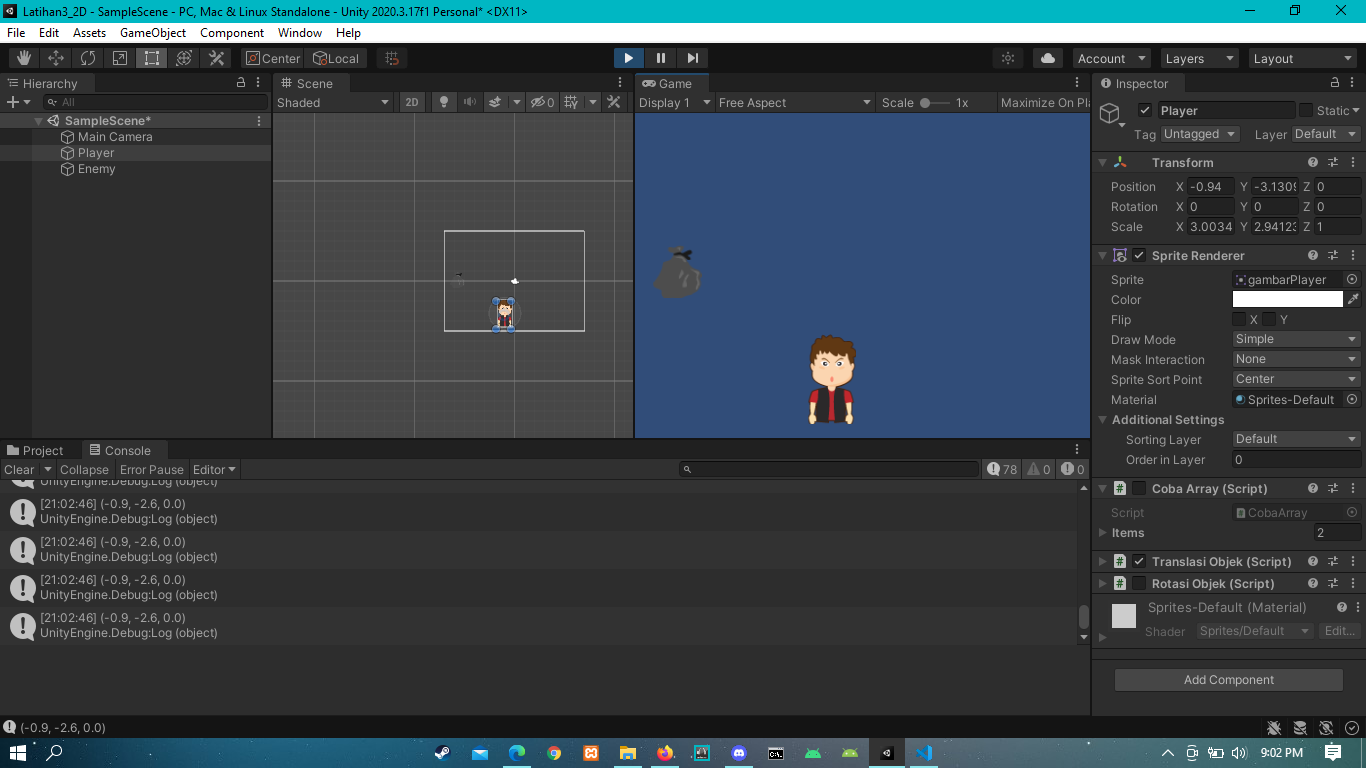 Latihan3_2D - SampleScene - PC, Mac & Linux Standalone - Unity 2020.3.17f1 Personal* <DX11>
File Edit Assets GameObject Component Window Help
Center Local Account Layers Layout
Hierarchy
All
SampleScene*
Main Camera
Player
Enemy
Scene
Shaded 2D 0
Game
Display 1 Free Aspect Scale 1x Maximize On Pl
Inspector
Player Static
Tag Untagged Layer Default
Transform
Position X -0.94 Y -3.1309 Z 0
Rotation X 0 Y 0 Z 0
Scale X 3.0034 Y 2.94123 Z 1
Sprite Renderer
Sprite gambarPlayer
Color
Flip X Y
Draw Mode Simple
Mask Interaction None
Sprite Sort Point Center
Material Sprites-Default
Additional Settings
Sorting Layer Default
Order in Layer 0
# Coba Array (Script)
Script # CobaArray
Items 2
# Translasi Objek (Script)
# Rotasi Objek (Script)
Sprites-Default (Material)
Shader Sprites/Default Edit...
Add Component
Project Console
Clear Collapse Error Pause Editor 78 0 0
UnityEngine.Debug:Log (object)
[21:02:46] (-0.9, -2.6, 0.0)
UnityEngine.Debug:Log (object)
[21:02:46] (-0.9, -2.6, 0.0)
UnityEngine.Debug:Log (object)
[21:02:46] (-0.9, -2.6, 0.0)
UnityEngine.Debug:Log (object)
[21:02:46] (-0.9, -2.6, 0.0)
UnityEngine.Debug:Log (object)
(-0.9, -2.6, 0.0)
9:02 PM